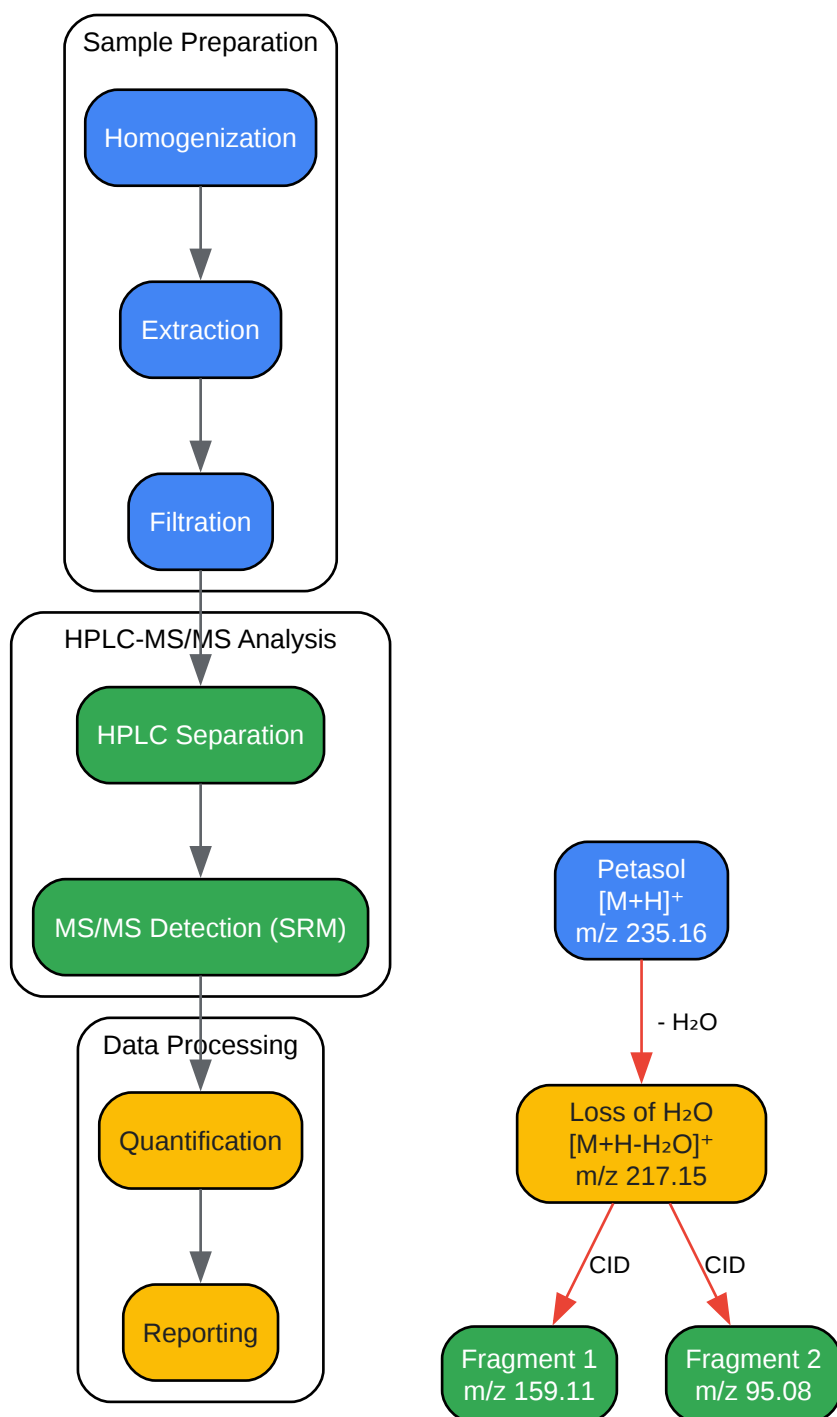 Sample Preparation
Homogenization
Extraction
Filtration
HPLC-MS/MS Analysis
HPLC Separation
MS/MS Detection (SRM)
Data Processing
Quantification
Reporting
Petasol
[M+H]⁺
m/z 235.16
- H₂O
Loss of H₂O
[M+H-H₂O]⁺
m/z 217.15
CID
CID
Fragment 1
m/z 159.11
Fragment 2
m/z 95.08